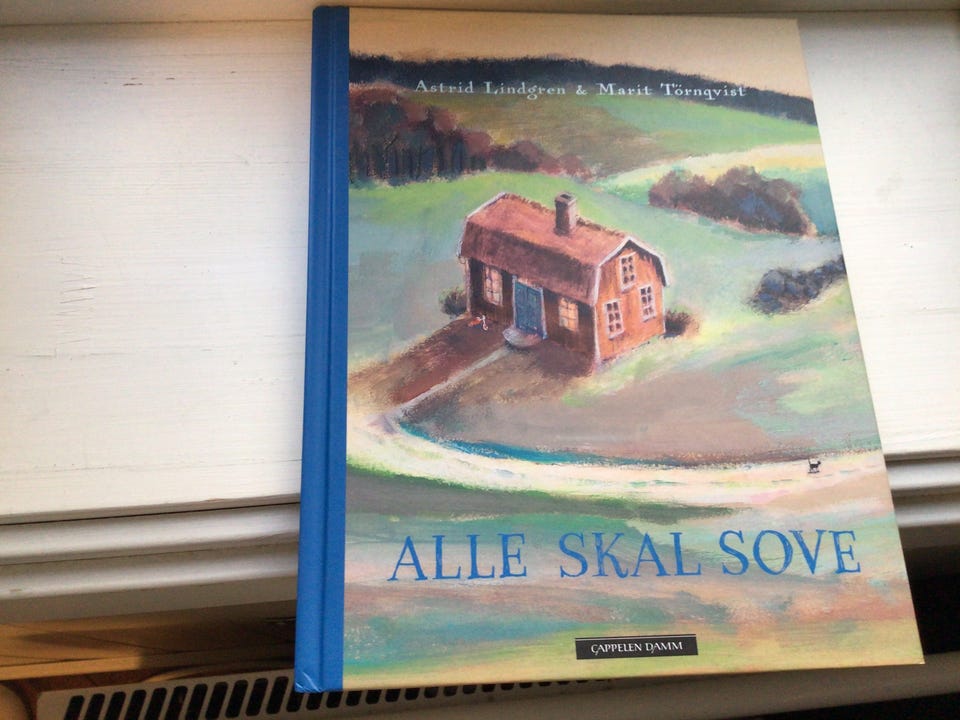 Astrid Lindgren & Marit Törnqvist
ALLE SKAL SOVE
CAPPELEN DAMM